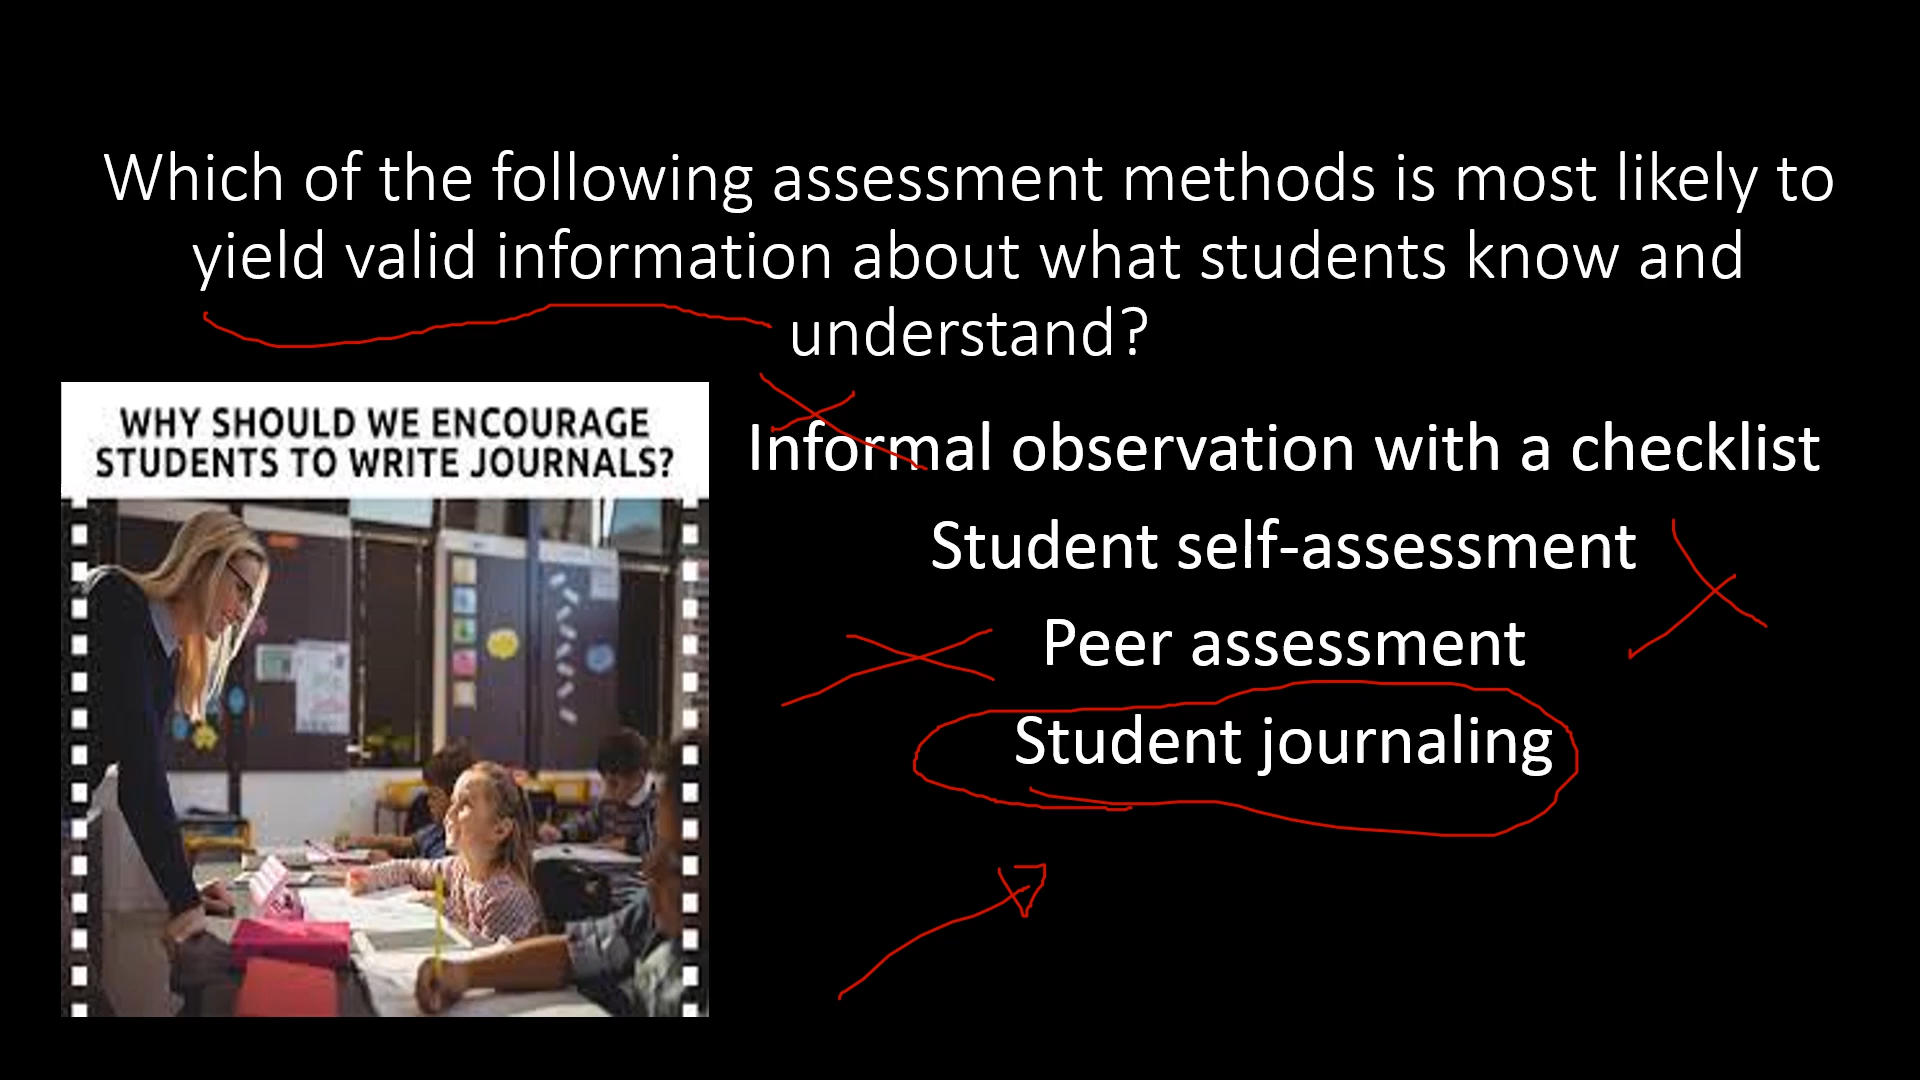 Which of the following assessment methods is most likely to
yield valid information about what students know and
understand?
WHY SHOULD WE ENCOURAGE
STUDENTS TO WRITE JOURNALS?
Informal observation with a checklist
Student self-assessment
Peer assessment
Student journaling